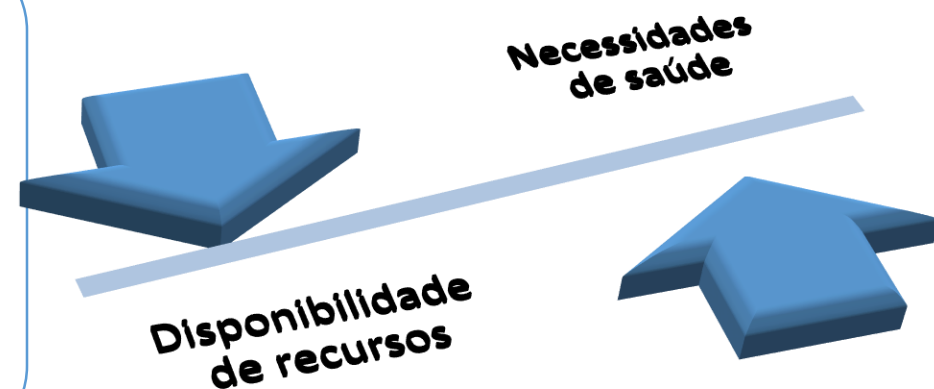 Necessidades
de saúde
Disponibilidade
de recursos